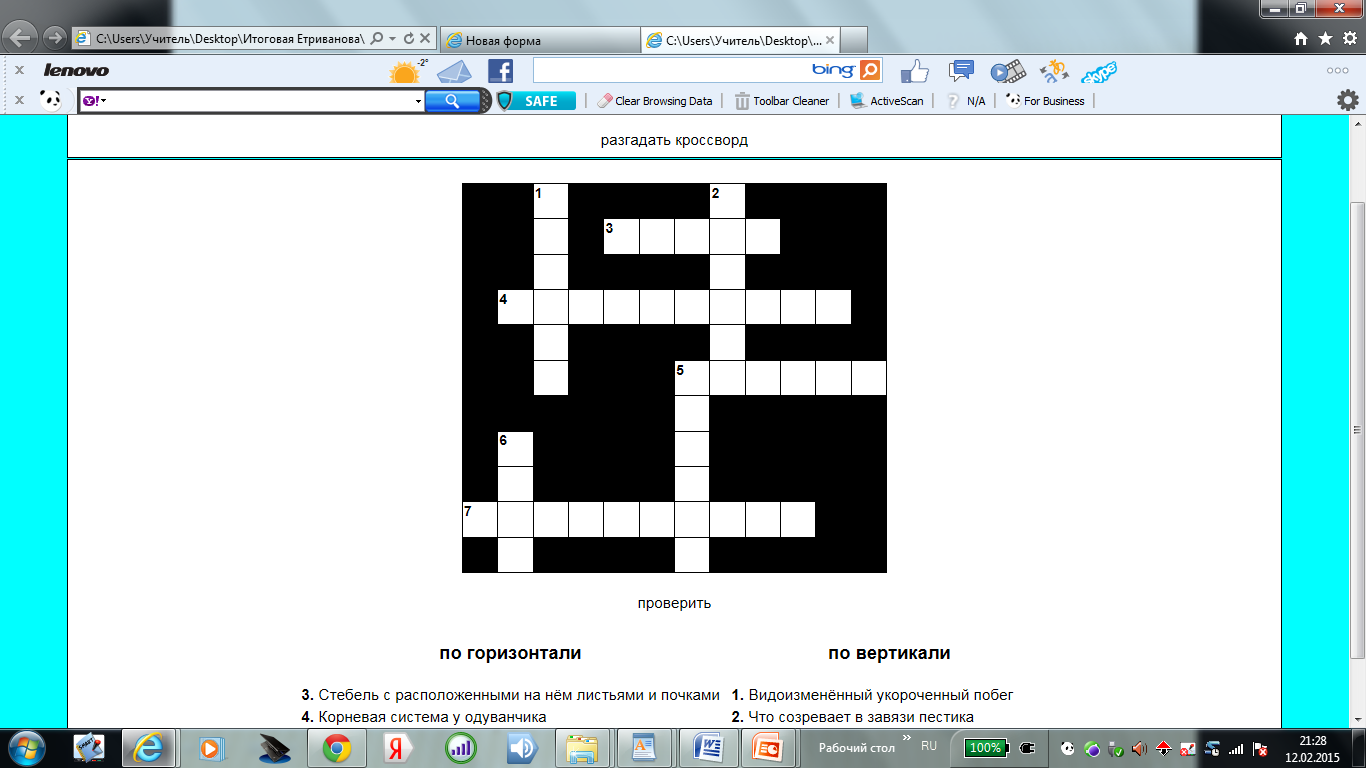 C:\Users\Учитель\Desktop\Итоговая Етриванова\
Новая форма
C:\Users\Учитель\Desktop\...
lenovo
-2°
bing
skype
Y!
SAFE
Clear Browsing Data
Toolbar Cleaner
ActiveScan
N/A
For Business
разгадать кроссворд
1
2
3
4
5
6
7
проверить
по горизонтали
по вертикали
3. Стебель с расположенными на нём листьями и почками
1. Видоизменённый укороченный побег
4. Корневая система у одуванчика
2. Что созревает в завязи пестика
Рабочий стол
RU
100%
21:28
12.02.2015